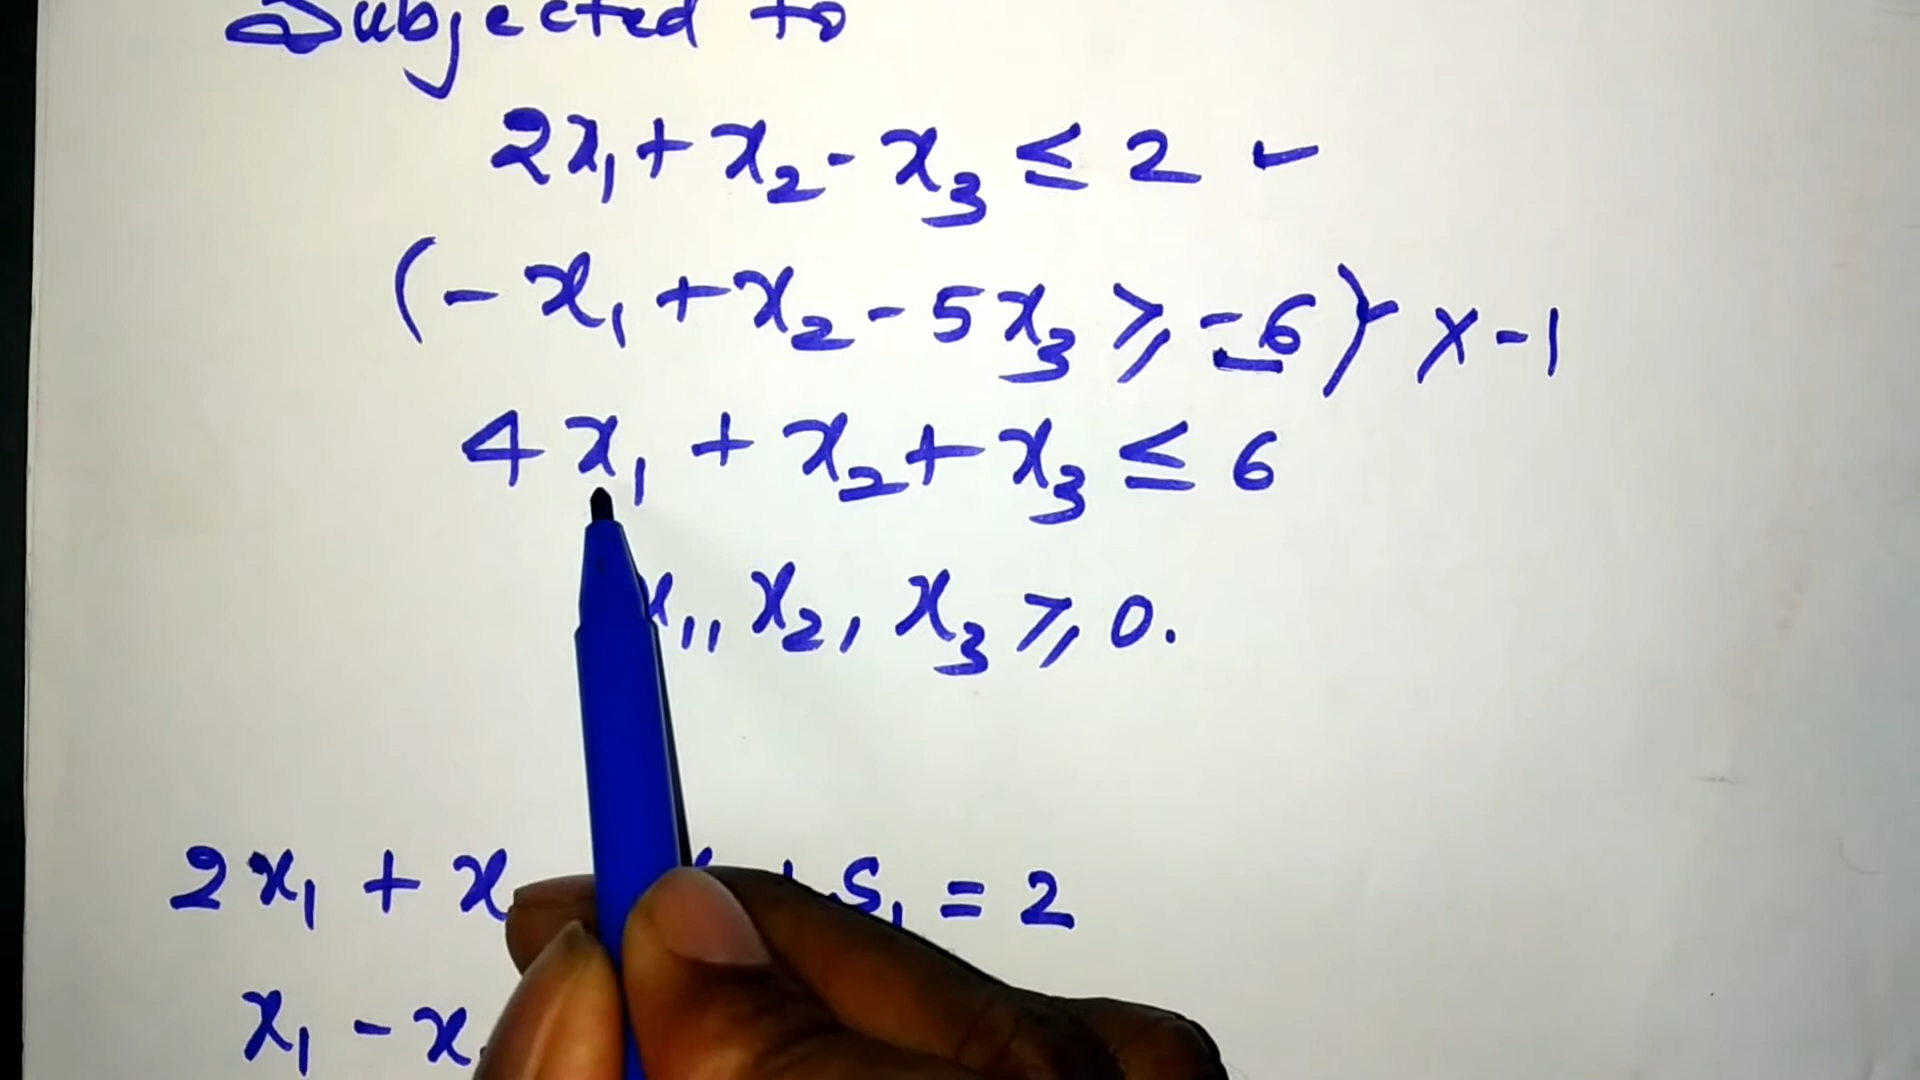 Subjected to
2x₁ + x₂ - x₃ ≤ 2 ✓
(-x₁ + x₂ - 5x₃ ≥ -6) x -1
4x₁ + x₂ + x₃ ≤ 6
x₁, x₂, x₃ ≥ 0.
2x₁ + x + S₁ = 2
x₁ - x